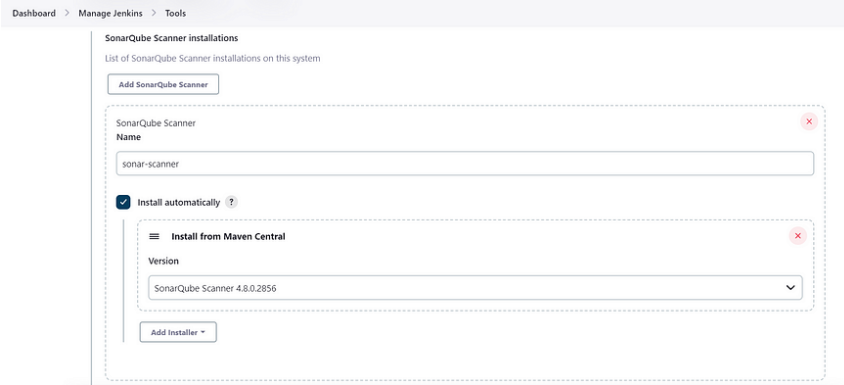 Dashboard > Manage Jenkins > Tools
SonarQube Scanner installations
List of SonarQube Scanner installations on this system
Add SonarQube Scanner
SonarQube Scanner
Name
sonar-scanner
Install automatically ?
Install from Maven Central
Version
SonarQube Scanner 4.8.0.2856
Add Installer